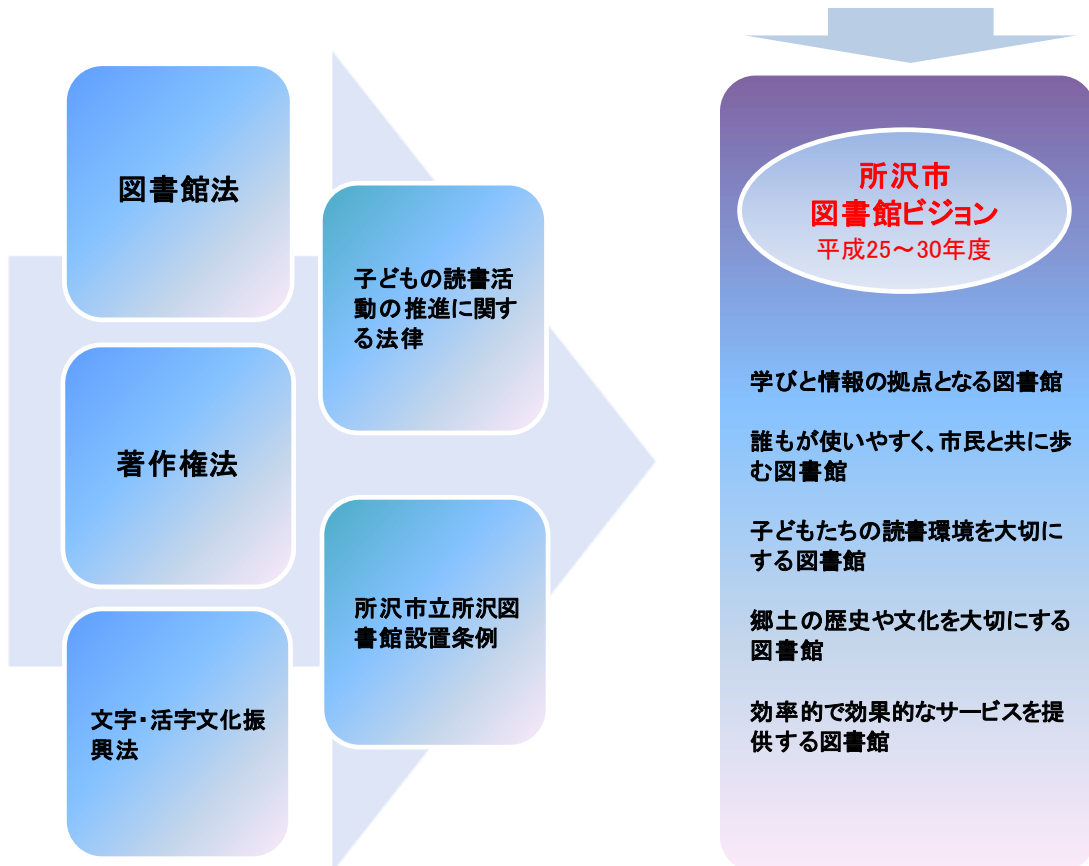 図書館法
子どもの読書活
動の推進に関す
る法律
著作権法
所沢市立所沢図
書館設置条例
文字・活字文化振
興法
所沢市
図書館ビジョン
平成25～30年度
学びと情報の拠点となる図書館
誰もが使いやすく、市民と共に歩
む図書館
子どもたちの読書環境を大切に
する図書館
郷土の歴史や文化を大切にする
図書館
効率的で効果的なサービスを提
供する図書館